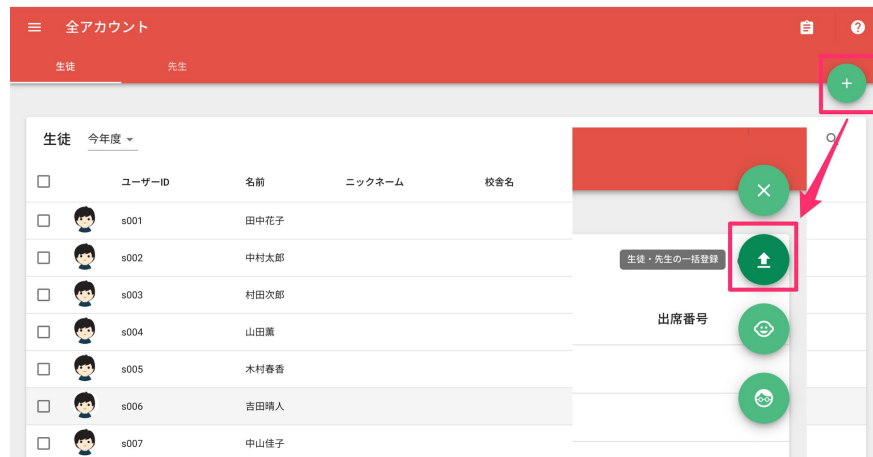 全アカウント
生徒 先生
生徒 今年度
ユーザーID 名前 ニックネーム 校舎名
s001 田中花子
s002 中村太郎
生徒・先生の一括登録
s003 村田次郎
出席番号
s004 山田薫
s005 木村春香
s006 吉田晴人
s007 中山佳子